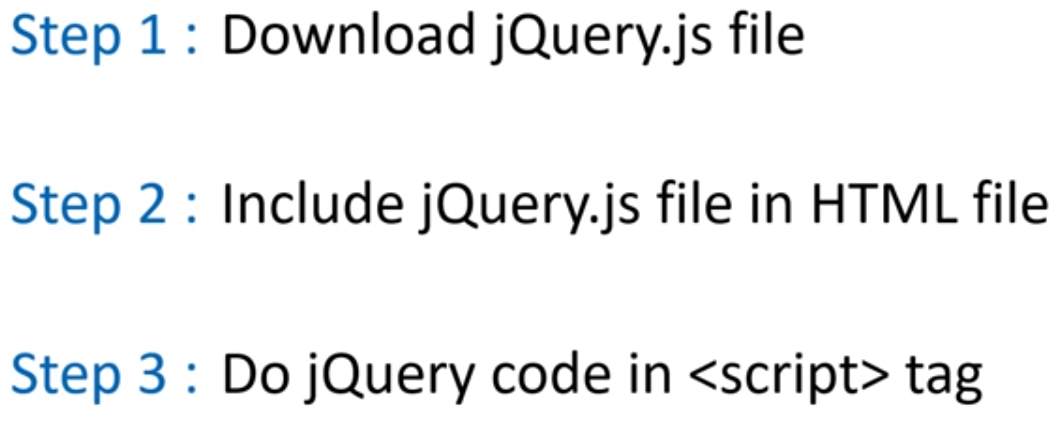 Step 1 : Download jQuery.js file
Step 2 : Include jQuery.js file in HTML file
Step 3 : Do jQuery code in <script> tag